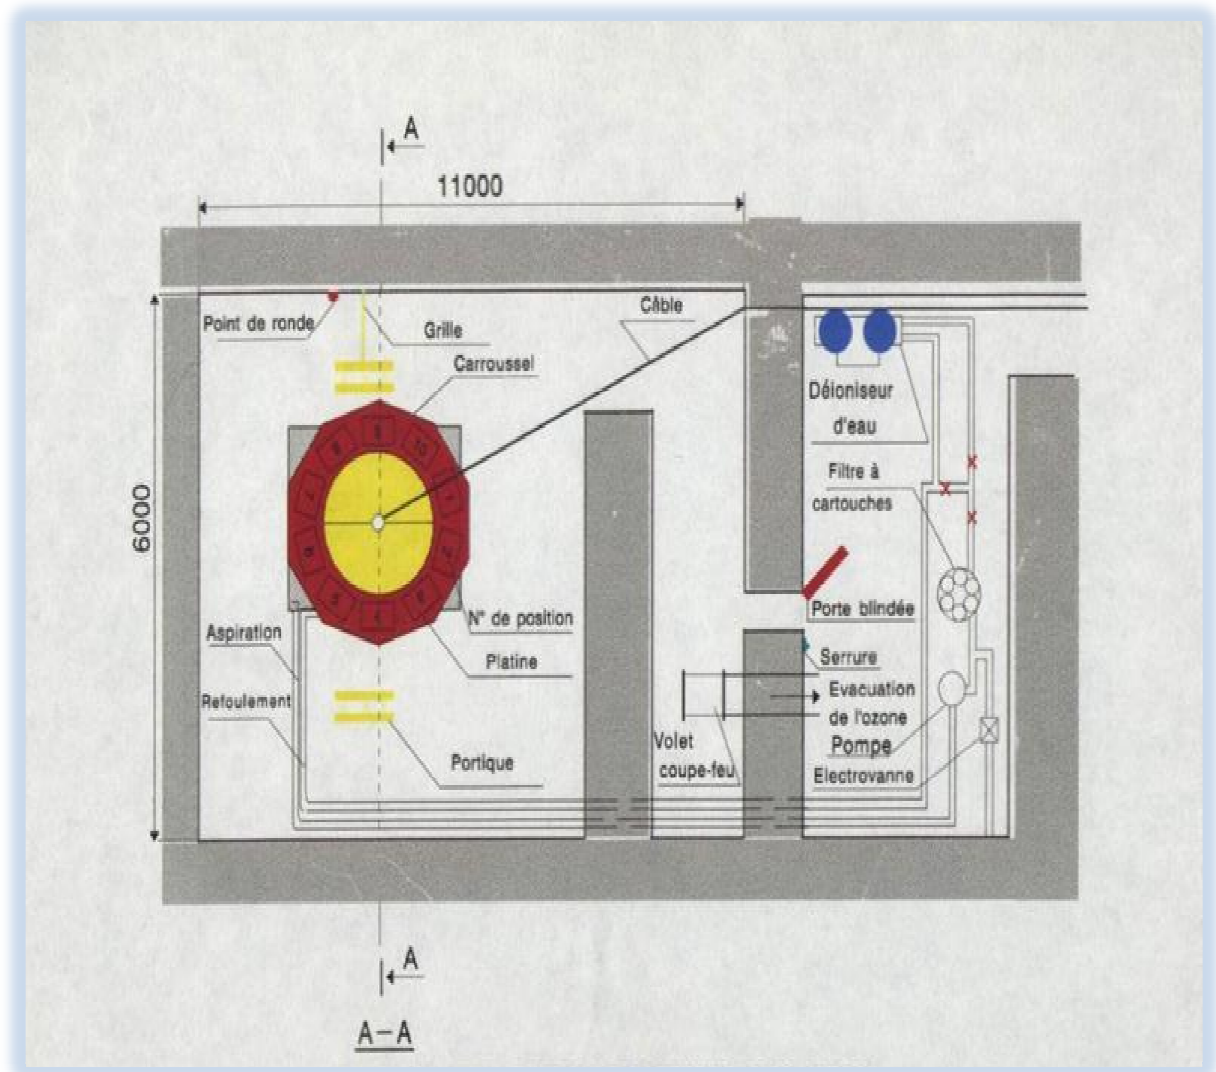 A
11000
Point de ronde
Grille
Câble
Carroussel
6000
Déioniseur
d'eau
Filtre à
cartouches
Porte blindée
N° de position
Aspiration
Platine
Serrure
Evacuation
de l'ozone
Refoulement
Volet
coupe-feu
Pompe
Portique
Electrovanne
A
A-A